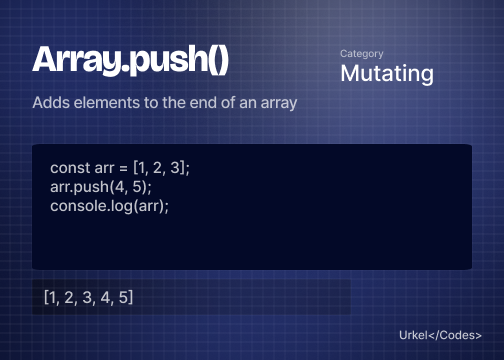 Array.push()
Category
Mutating
Adds elements to the end of an array
const arr = [1, 2, 3];
arr.push(4, 5);
console.log(arr);
[1, 2, 3, 4, 5]
Urkel</Codes>